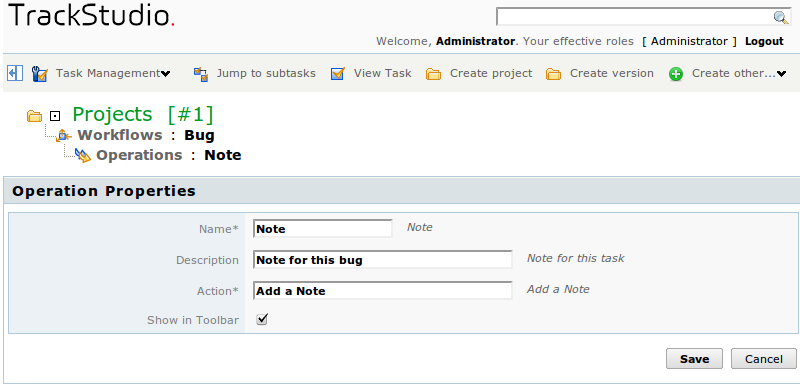 TrackStudio.
Welcome, Administrator. Your effective roles [ Administrator ] Logout
Task Management Jump to subtasks View Task Create project Create version Create other...
Projects [#1]
Workflows : Bug
Operations : Note
Operation Properties
Name* Note Note
Description Note for this bug Note for this task
Action* Add a Note Add a Note
Show in Toolbar
Save Cancel